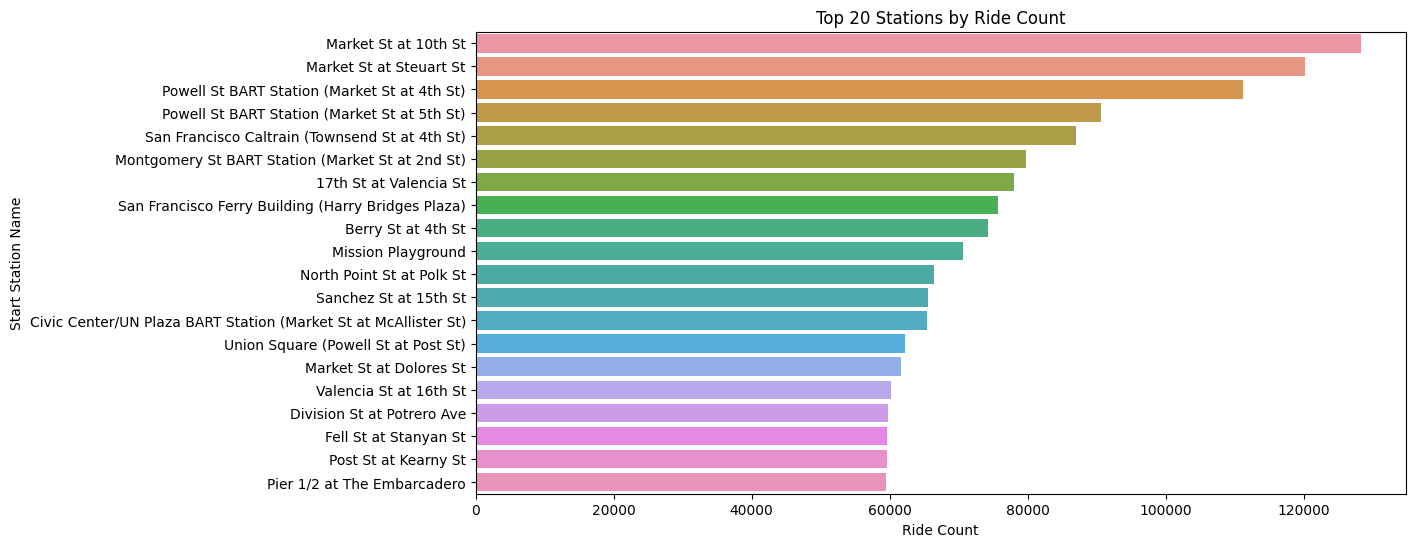 Top 20 Stations by Ride Count
Start Station Name
Market St at 10th St
Market St at Steuart St
Powell St BART Station (Market St at 4th St)
Powell St BART Station (Market St at 5th St)
San Francisco Caltrain (Townsend St at 4th St)
Montgomery St BART Station (Market St at 2nd St)
17th St at Valencia St
San Francisco Ferry Building (Harry Bridges Plaza)
Berry St at 4th St
Mission Playground
North Point St at Polk St
Sanchez St at 15th St
Civic Center/UN Plaza BART Station (Market St at McAllister St)
Union Square (Powell St at Post St)
Market St at Dolores St
Valencia St at 16th St
Division St at Potrero Ave
Fell St at Stanyan St
Post St at Kearny St
Pier 1/2 at The Embarcadero
0 20000 40000 60000 80000 100000 120000
Ride Count